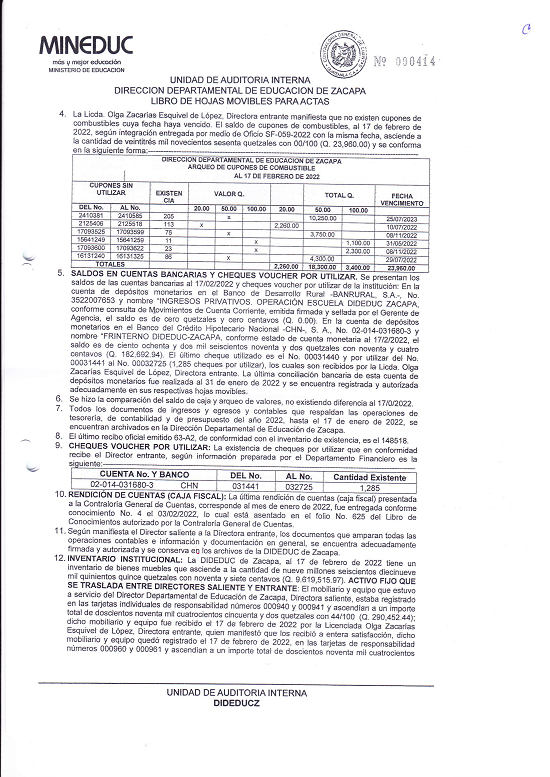 MINEDUC
más y mejor educación
MINISTERIO DE EDUCACION
Nº 000414
UNIDAD DE AUDITORIA INTERNA
DIRECCION DEPARTAMENTAL DE EDUCACION DE ZACAPA
LIBRO DE HOJAS MOVIBLES PARA ACTAS
4. La Licda. Olga Zacarías Esquivel de López, Directora entrante manifiesta que no existen cupones de
combustibles cuya fecha haya vencido. El saldo de cupones de combustibles, al 17 de febrero de
2022, según integración entregada por medio de Oficio SF-059-2022 con la misma fecha, asciende a
la cantidad de veintitrés mil novecientos sesenta quetzales con 00/100 (Q. 23,960.00) y se conforma
en la siguiente forma:
DIRECCION DEPARTAMENTAL DE EDUCACION DE ZACAPA
ARQUEO DE CUPONES DE COMBUSTIBLE
AL 17 DE FEBRERO DE 2022
CUPONES SIN UTILIZAR EXISTEN CIA VALOR Q. TOTAL Q. FECHA VENCIMIENTO
DEL No. AL No. 20.00 50.00 100.00 20.00 50.00 100.00
2410381 2410585 205 x 10,250.00 25/07/2023
2125406 2125518 113 x 2,260.00 10/07/2022
17093525 17093599 75 x 3,750.00 08/11/2022
15641249 15641259 11 x 1,100.00 31/05/2022
17093600 17093622 23 x 2,300.00 08/11/2022
16131240 16131325 86 x 4,300.00 29/07/2022
TOTALES 2,260.00 18,300.00 3,400.00 23,960.00
5. SALDOS EN CUENTAS BANCARIAS Y CHEQUES VOUCHER POR UTILIZAR. Se presentan los
saldos de las cuentas bancarias al 17/02/2022 y cheques voucher por utilizar de la institución: En la
cuenta de depósitos monetarios en el Banco de Desarrollo Rural -BANRURAL, S.A.-, No.
3522007653 y nombre "INGRESOS PRIVATIVOS, OPERACIÓN ESCUELA DIDEDUC ZACAPA,
conforme consulta de Movimientos de Cuenta Corriente, emitida firmada y sellada por el Gerente de
Agencia, el saldo es de cero quetzales y cero centavos (Q. 0.00). En la cuenta de depósitos
monetarios en el Banco del Crédito Hipotecario Nacional -CHN-, S. A., No. 02-014-031680-3 y
nombre "FRINTERNO DIDEDUC-ZACAPA, conforme estado de cuenta monetaria al 17/2/2022, el
saldo es de ciento ochenta y dos mil seiscientos noventa y dos quetzales con noventa y cuatro
centavos (Q. 182,692.94). El último cheque utilizado es el No. 00031440 y por utilizar del No.
00031441 al No. 00032725 (1,285 cheques por utilizar), los cuales son recibidos por la Licda. Olga
Zacarías Esquivel de López, Directora entrante. La última conciliación bancaria de esta cuenta de
depósitos monetarios fue realizada al 31 de enero de 2022 y se encuentra registrada y autorizada
adecuadamente en sus respectivas hojas movibles.
6. Se hizo la comparación del saldo de caja y arqueo de valores, no existiendo diferencia al 17/0/2022.
7. Todos los documentos de ingresos y egresos y contables que respaldan las operaciones de
tesorería, de contabilidad y de presupuesto del año 2022, hasta el 17 de enero de 2022, se
encuentran archivados en la Dirección Departamental de Educación de Zacapa.
8. El último recibo oficial emitido 63-A2, de conformidad con el inventario de existencia, es el 148518.
9. CHEQUES VOUCHER POR UTILIZAR: La existencia de cheques por utilizar que en conformidad
recibe el Director entrante, según información preparada por el Departamento Financiero es la
siguiente:
CUENTA No. Y BANCO DEL No. AL No. Cantidad Existente
02-014-031680-3 CHN 031441 032725 1,285
10. RENDICIÓN DE CUENTAS (CAJA FISCAL): La última rendición de cuentas (caja fiscal) presentada
a la Contraloría General de Cuentas, corresponde al mes de enero de 2022, fue entregada conforme
conocimiento No. 4 el 03/02/2022, lo cual está asentado en el folio No. 625 del Libro de
Conocimientos autorizado por la Contraloría General de Cuentas.
11. Según manifiesta el Director saliente a la Directora entrante, los documentos que amparan todas las
operaciones contables e información y documentación en general, se encuentra adecuadamente
firmada y autorizada y se conserva en los archivos de la DIDEDUC de Zacapa.
12. INVENTARIO INSTITUCIONAL: La DIDEDUC de Zacapa, al 17 de febrero de 2022 tiene un
inventario de bienes muebles que asciende a la cantidad de nueve millones seiscientos diecinueve
mil quinientos quince quetzales con noventa y siete centavos (Q. 9,619,515.97). ACTIVO FIJO QUE
SE TRASLADA ENTRE DIRECTORES SALIENTE Y ENTRANTE: El mobiliario y equipo que estuvo
a servicio del Director Departamental de Educación de Zacapa, Directora saliente, estaba registrado
en las tarjetas individuales de responsabilidad números 000940 y 000941 y ascendían a un importe
total de doscientos noventa mil cuatrocientos cincuenta y dos quetzales con 44/100 (Q. 290,452.44);
dicho mobiliario y equipo fue recibido el 17 de febrero de 2022 por la Licenciada Olga Zacarías
Esquivel de López, Directora entrante, quien manifestó que los recibió a entera satisfacción, dicho
mobiliario y equipo quedó registrado el 17 de febrero de 2022, en las tarjetas de responsabilidad
números 000960 y 000961 y ascendían a un importe total de doscientos noventa mil cuatrocientos
UNIDAD DE AUDITORIA INTERNA
DIDEDUCZ